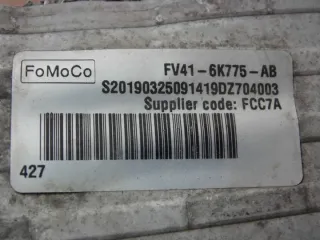 FoMoCo
FV41-6K775-AB
S20190325091419DZ704003
Supplier code: FCC7A
427